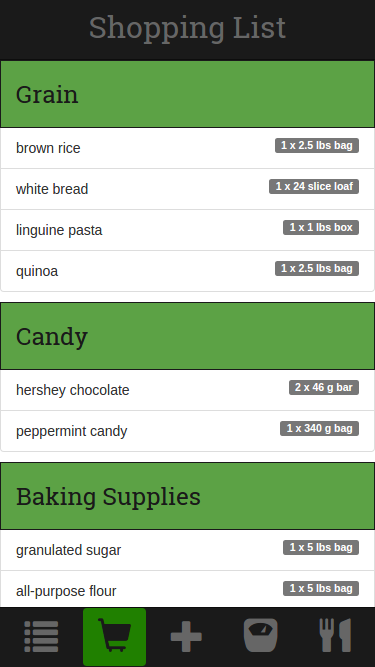 Shopping List
Grain
brown rice 1 x 2.5 lbs bag
white bread 1 x 24 slice loaf
linguine pasta 1 x 1 lbs box
quinoa 1 x 2.5 lbs bag
Candy
hershey chocolate 2 x 46 g bar
peppermint candy 1 x 340 g bag
Baking Supplies
granulated sugar 1 x 5 lbs bag
all-purpose flour 1 x 5 lbs bag